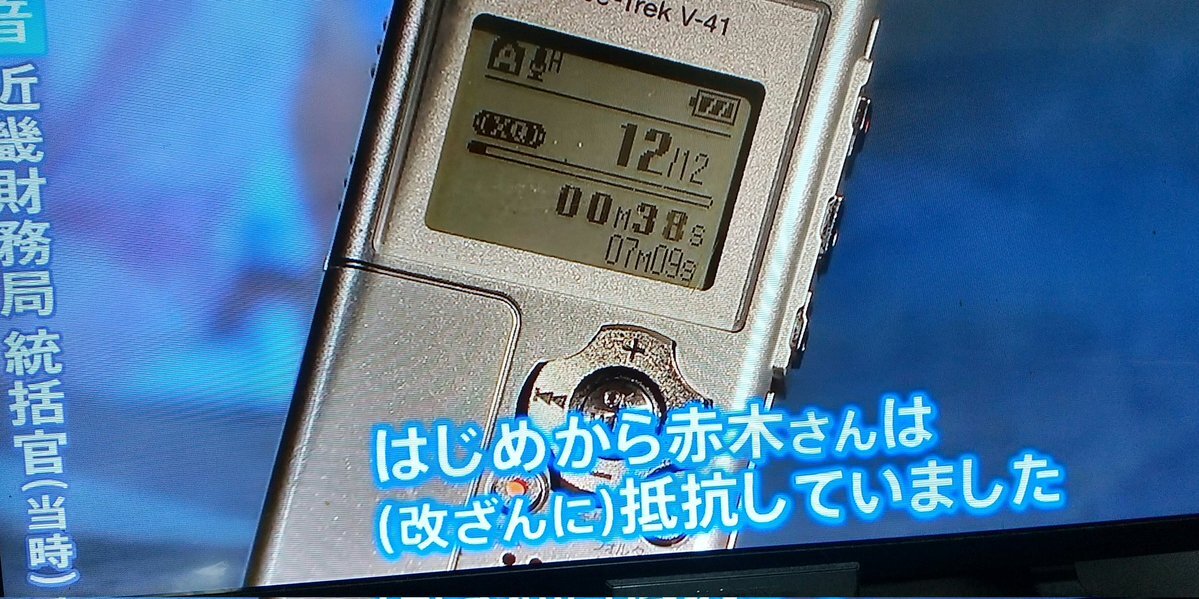 音
近畿財務局 統括官(当時)
-Trek V-41
A H
XQ 12/12
00M38s
07M09s
+
OK
はじめから赤木さんは
(改ざんに)抵抗していました